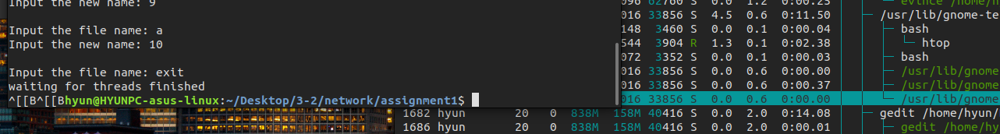 Input the new name: 9
Input the file name: a
Input the new name: 10
Input the file name: exit
waiting for threads finished
^[[B^[[Bhyun@HYUNPC-asus-linux:~/Desktop/3-2/network/assignment1$
096 62760 S 0.0 1.2 0:00.25 evince /home/h
016 33856 S 4.5 0.6 0:11.50 /usr/lib/gnome-te
148 3460 S 0.0 0.1 0:00.04 bash
544 3904 R 1.3 0.1 0:02.38 htop
072 3352 S 0.0 0.1 0:00.03 bash
016 33856 S 0.0 0.6 0:00.00 /usr/lib/gnome
016 33856 S 0.0 0.6 0:00.37 /usr/lib/gnome
016 33856 S 0.0 0.6 0:00.00 /usr/lib/gnome
1682 hyun 20 0 838M 158M 40416 S 0.0 2.0 0:14.08 gedit /home/hyun/
1686 hyun 20 0 838M 158M 40416 S 0.0 2.0 0:00.01 gedit /home/hy